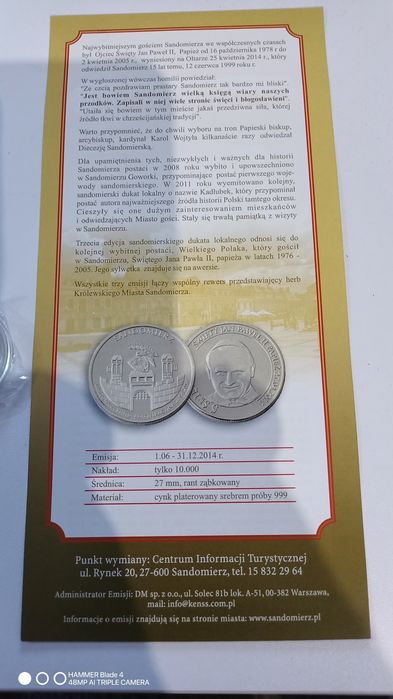 Najwybitniejszym gościem Sandomierza we współczesnych czasach
był Ojciec Święty Jan Paweł II, Papież od 16 października 1978 r do
2 kwietnia 2005 r., wyniesiony na Ołtarze 25 kwietnia 2014 r., który
odwiedził Sandomierz 15 lat temu, 12 czerwca 1999 roku r.
W wygłoszonej wówczas homilii powiedział:
"Ze czcią pozdrawiam prastary Sandomierz tak bardzo mi bliski"
"Jest bowiem Sandomierz wielką księgą wiary naszych
przodków. Zapisali w niej wiele stronic święci i błogosławieni".
"Utaiła się bowiem w tym mieście jakaś przedziwna siła, której
źródło tkwi w chrześcijańskiej tradycji".
Warto przypomnieć, że do chwili wyboru na tron Papieski biskup,
arcybiskup, kardynał Karol Wojtyła kilkanaście razy odwiedzał
Diecezję Sandomierską.
Dla upamiętnienia tych, niezwykłych i ważnych dla historii
Sandomierza postaci w 2008 roku wybito i upowszechniono
w Sandomierzu Goworki, przypominające postać pierwszego woje-
wody sandomierskiego. W 2011 roku wyemitowano kolejny,
sandomierski dukat lokalny o nazwie Kadłubek, który przypominał
postać autora najważniejszego źródła historii Polski tamtego okresu.
Cieszyły się one dużym zainteresowaniem mieszkańców
i odwiedzających Miasto gości. Stały się trwałą pamiątką z wizyty
w Sandomierzu.
Trzecia edycja sandomierskiego dukata lokalnego odnosi się do
kolejnej wybitnej postaci, Wielkiego Polaka, który gościł
w Sandomierzu, Świętego Jana Pawła II, papieża w latach 1976 -
2005. Jego sylwetka znajduje się na awersie.
Wszystkie trzy emisji łączy wspólny rewers przedstawiajęcy herb
Królewskiego Miasta Sandomierza.
SANDOMIERZ
ŚWIĘTY JAN PAWEŁ II
Emisja: 1.06 - 31.12.2014 r.
Nakład: tylko 10.000
Średnica: 27 mm, rant ząbkowany
Materiał: cynk platerowany srebrem próby 999
Punkt wymiany: Centrum Informacji Turystycznej
ul. Rynek 20, 27-600 Sandomierz, tel. 15 832 29 64
Administrator Emisji: DM sp. z o.o., ul. Solec 81b lok. A-51, 00-382 Warszawa,
mail: info@kenss.com.pl
Informacje o emisji znajdują się na stronie miasta: www.sandomierz.pl
HAMMER Blade 4
48MP AI TRIPLE CAMERA